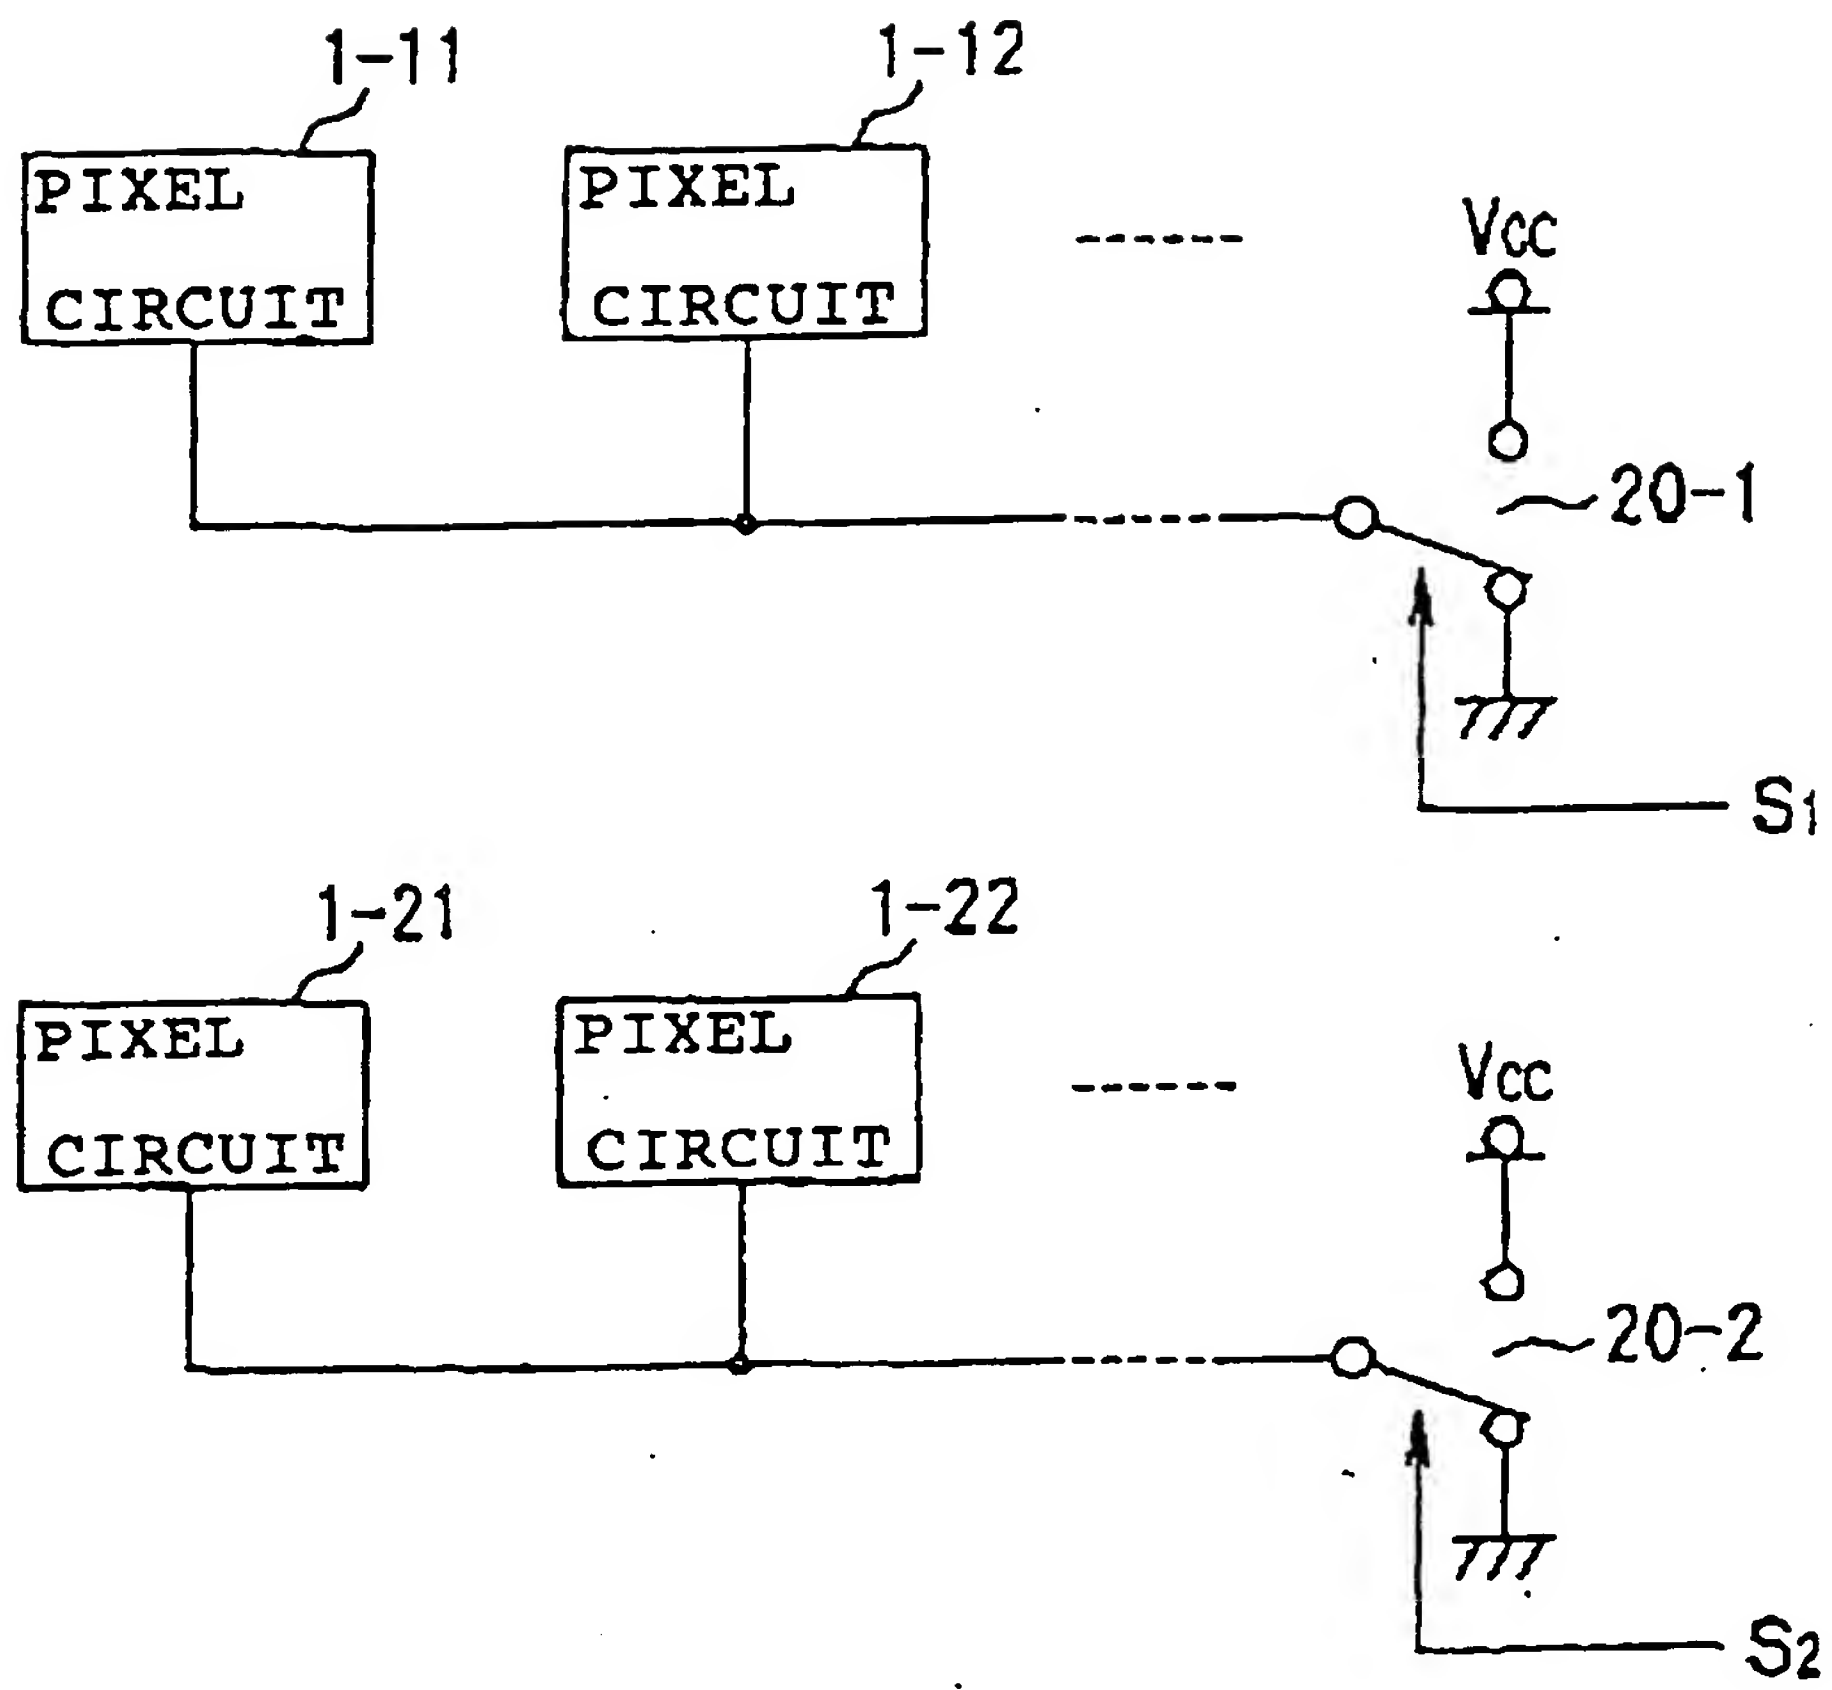 1-11
1-12
PIXEL
CIRCUIT
PIXEL
CIRCUIT
Vcc
20-1
S1
1-21
1-22
PIXEL
CIRCUIT
PIXEL
CIRCUIT
Vcc
20-2
S2